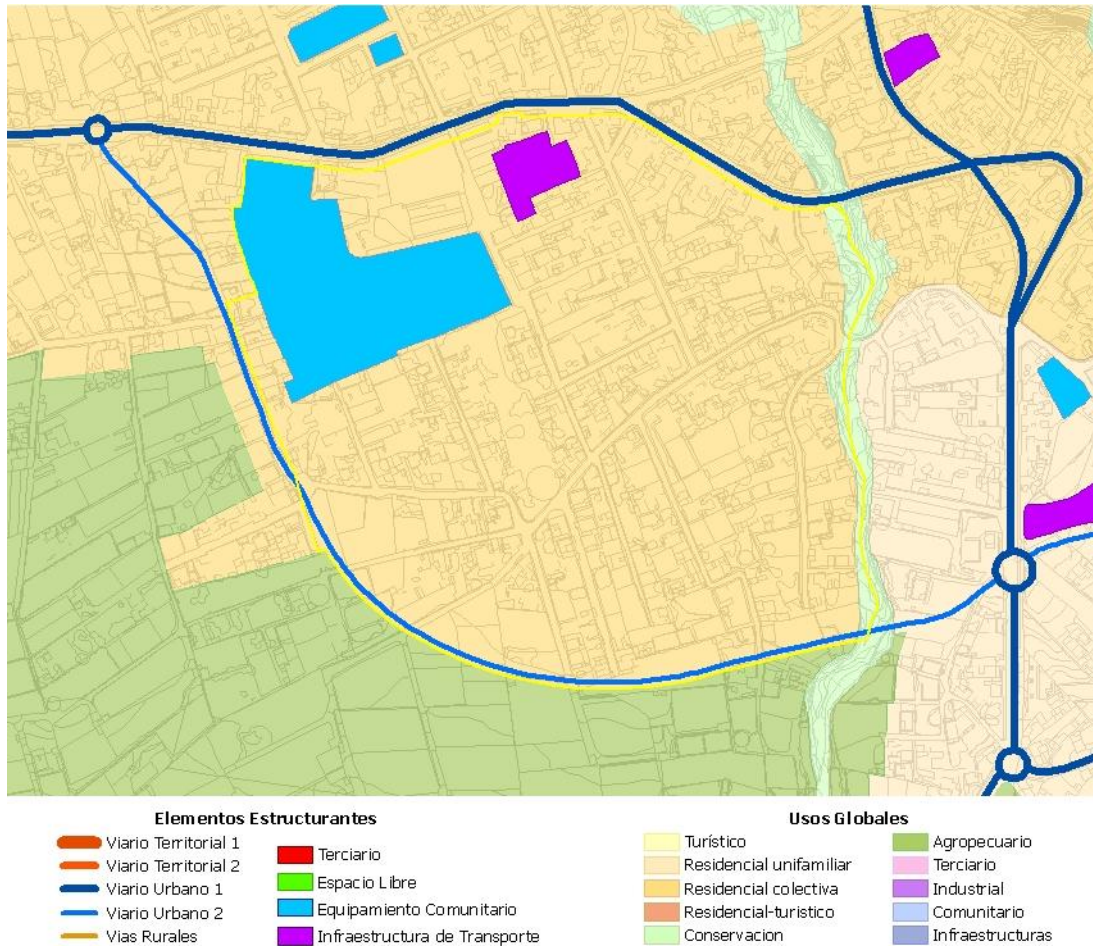 Elementos Estructurantes
Viario Territorial 1
Viario Territorial 2
Viario Urbano 1
Viario Urbano 2
Vias Rurales
Terciario
Espacio Libre
Equipamiento Comunitario
Infraestructura de Transporte
Usos Globales
Turístico
Residencial unifamiliar
Residencial colectiva
Residencial-turistico
Conservacion
Agropecuario
Terciario
Industrial
Comunitario
Infraestructuras